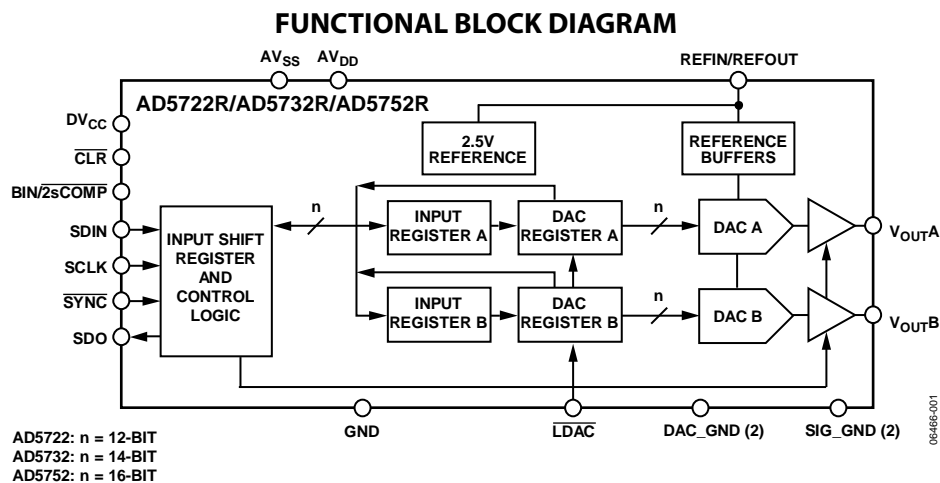 FUNCTIONAL BLOCK DIAGRAM
AVSS
AVDD
REFIN/REFOUT
AD5722R/AD5732R/AD5752R
DVCC
CLR
BIN/2sCOMP
SDIN
SCLK
SYNC
SDO
INPUT SHIFT
REGISTER
AND
CONTROL
LOGIC
2.5V
REFERENCE
REFERENCE
BUFFERS
n
INPUT
REGISTER A
DAC
REGISTER A
n
DAC A
VOUTA
INPUT
REGISTER B
DAC
REGISTER B
n
DAC B
VOUTB
GND
LDAC
DAC_GND (2)
SIG_GND (2)
06466-001
AD5722: n = 12-BIT
AD5732: n = 14-BIT
AD5752: n = 16-BIT